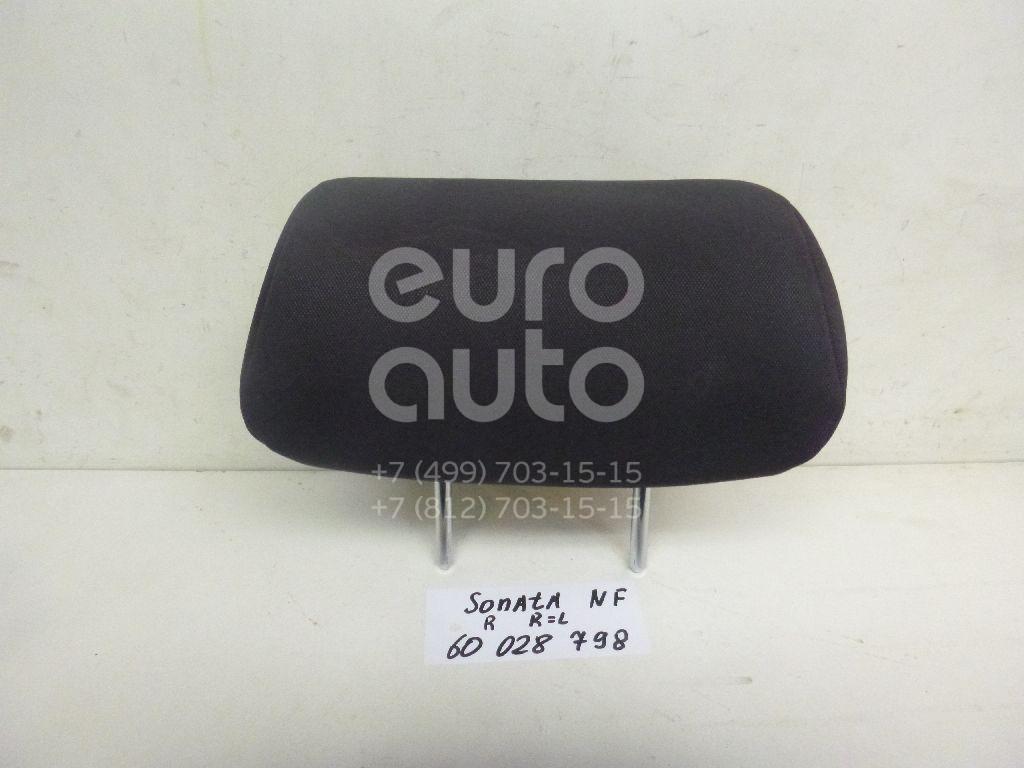 euro
auto
+7 (499) 703-15-15
+7 (812) 703-15-15
SonAtA NF
R R=L
60 028 798